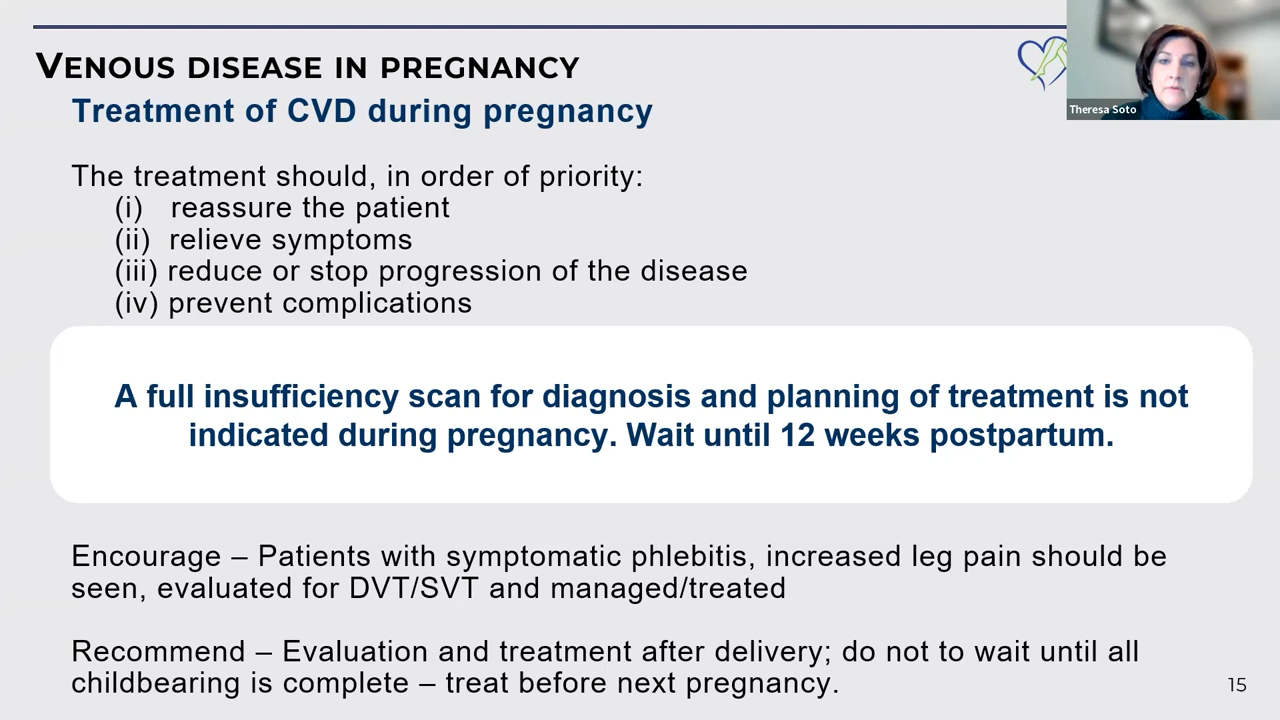 VENOUS DISEASE IN PREGNANCY
Theresa Soto
Treatment of CVD during pregnancy
The treatment should, in order of priority:
(i) reassure the patient
(ii) relieve symptoms
(iii) reduce or stop progression of the disease
(iv) prevent complications
A full insufficiency scan for diagnosis and planning of treatment is not
indicated during pregnancy. Wait until 12 weeks postpartum.
Encourage – Patients with symptomatic phlebitis, increased leg pain should be
seen, evaluated for DVT/SVT and managed/treated
Recommend – Evaluation and treatment after delivery; do not to wait until all
childbearing is complete – treat before next pregnancy.
15